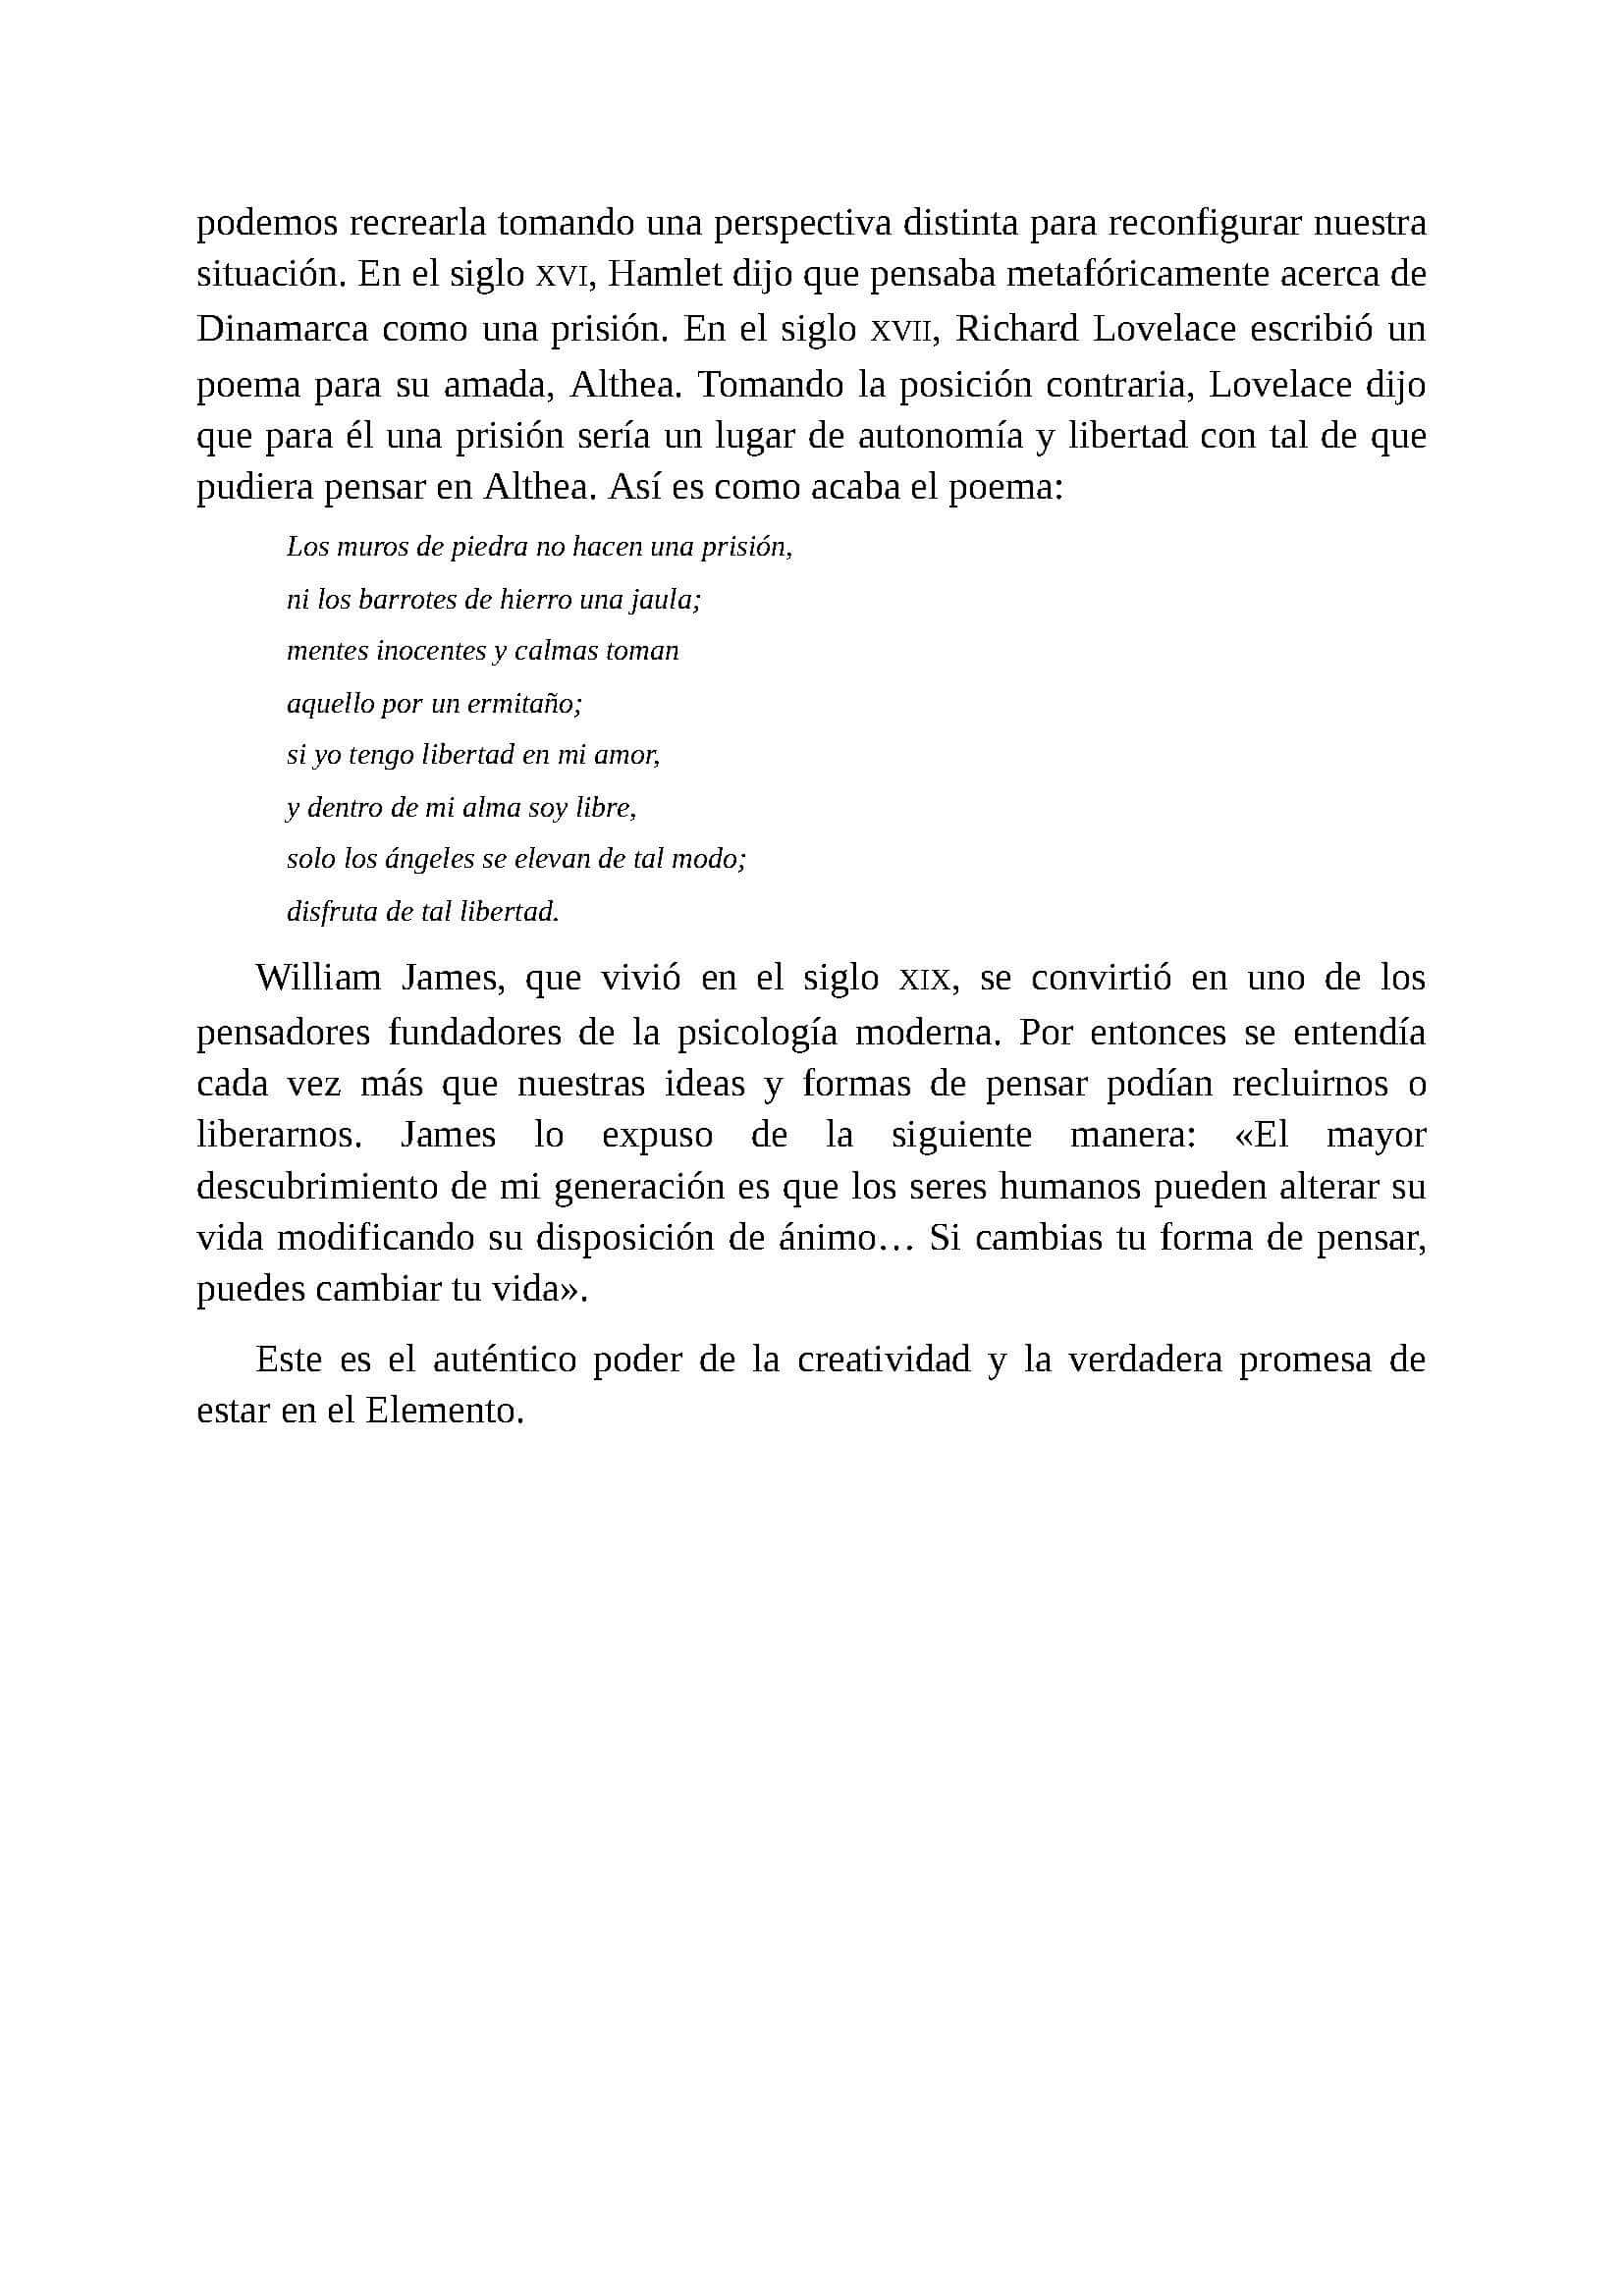 podemos recrearla tomando una perspectiva distinta para reconfigurar nuestra
situación. En el siglo XVI, Hamlet dijo que pensaba metafóricamente acerca de
Dinamarca como una prisión. En el siglo XVII, Richard Lovelace escribió un
poema para su amada, Althea. Tomando la posición contraria, Lovelace dijo
que para él una prisión sería un lugar de autonomía y libertad con tal de que
pudiera pensar en Althea. Así es como acaba el poema:
Los muros de piedra no hacen una prisión,
ni los barrotes de hierro una jaula;
mentes inocentes y calmas toman
aquello por un ermitaño;
si yo tengo libertad en mi amor,
y dentro de mi alma soy libre,
solo los ángeles se elevan de tal modo;
disfruta de tal libertad.
William James, que vivió en el siglo XIX, se convirtió en uno de los
pensadores fundadores de la psicología moderna. Por entonces se entendía
cada vez más que nuestras ideas y formas de pensar podían recluirnos o
liberarnos. James lo expuso de la siguiente manera: «El mayor
descubrimiento de mi generación es que los seres humanos pueden alterar su
vida modificando su disposición de ánimo… Si cambias tu forma de pensar,
puedes cambiar tu vida».
Este es el auténtico poder de la creatividad y la verdadera promesa de
estar en el Elemento.